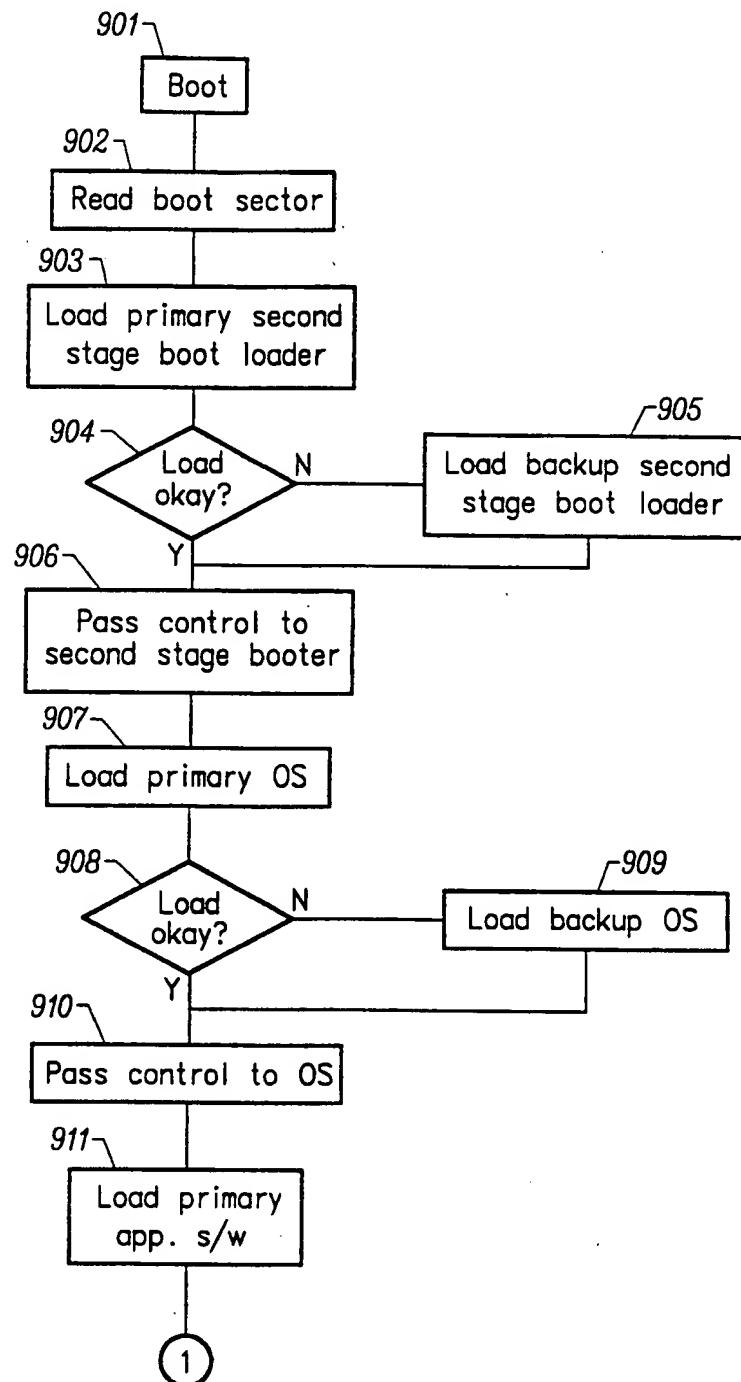 901
Boot
902
Read boot sector
903
Load primary second
stage boot loader
904
Load
okay?
N
Y
905
Load backup second
stage boot loader
906
Pass control to
second stage booter
907
Load primary OS
908
Load
okay?
N
Y
909
Load backup OS
910
Pass control to OS
911
Load primary
app. s/w
1